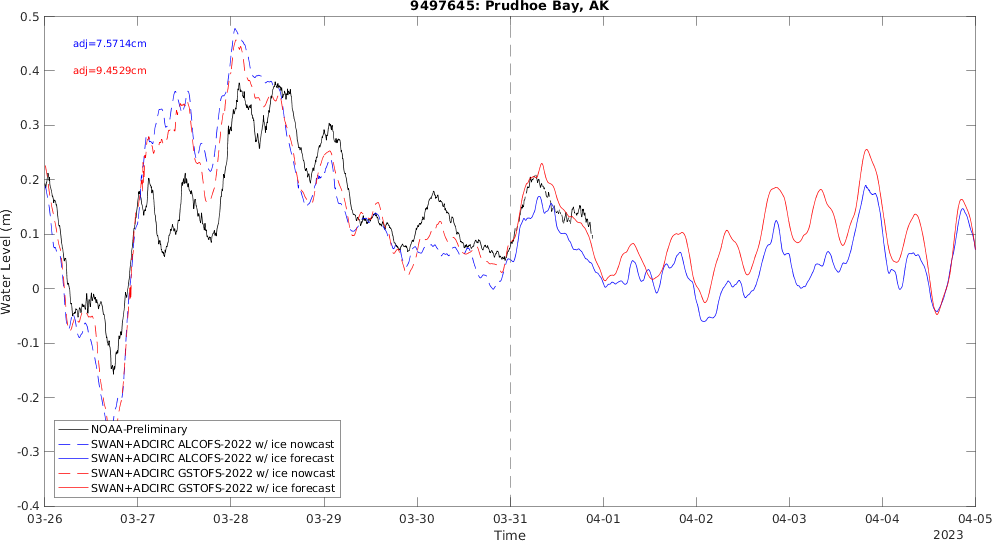 9497645: Prudhoe Bay, AK
adj=7.5714cm
adj=9.4529cm
0.5
0.4
0.3
0.2
0.1
0
-0.1
-0.2
-0.3
-0.4
Water Level (m)
NOAA-Preliminary
SWAN+ADCIRC ALCOFS-2022 w/ ice nowcast
SWAN+ADCIRC ALCOFS-2022 w/ ice forecast
SWAN+ADCIRC GSTOFS-2022 w/ ice nowcast
SWAN+ADCIRC GSTOFS-2022 w/ ice forecast
03-26 03-27 03-28 03-29 03-30 03-31 04-01 04-02 04-03 04-04 04-05
Time
2023